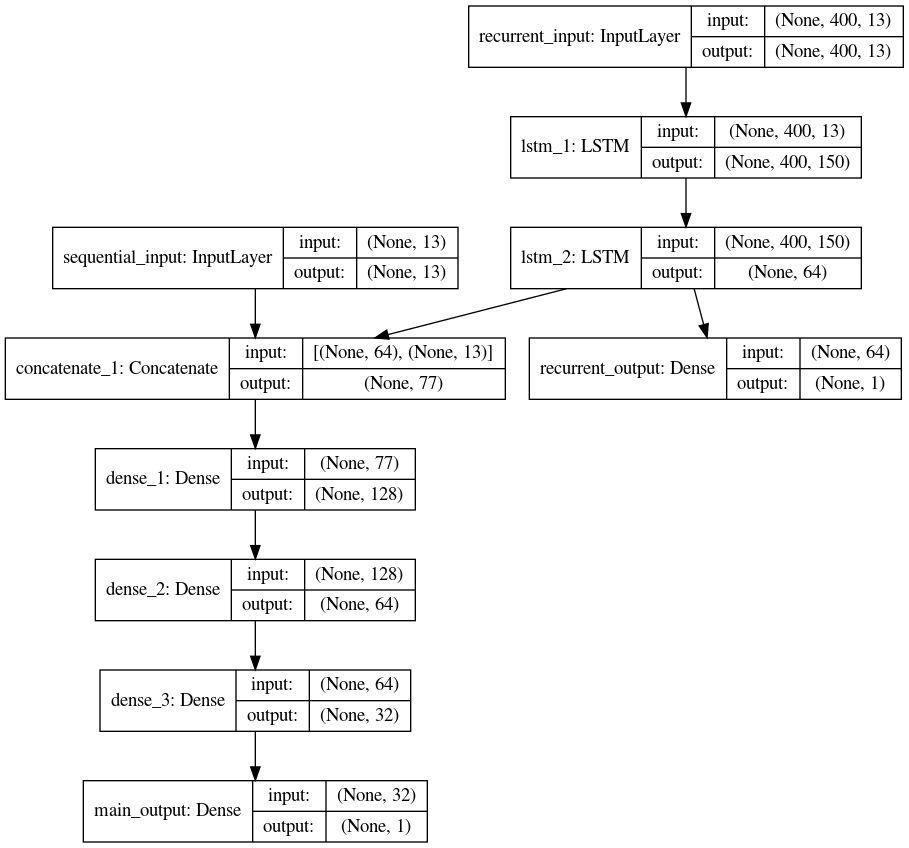 recurrent_input: InputLayer
input: (None, 400, 13)
output: (None, 400, 13)
lstm_1: LSTM
input: (None, 400, 13)
output: (None, 400, 150)
sequential_input: InputLayer
input: (None, 13)
output: (None, 13)
lstm_2: LSTM
input: (None, 400, 150)
output: (None, 64)
concatenate_1: Concatenate
input: [(None, 64), (None, 13)]
output: (None, 77)
recurrent_output: Dense
input: (None, 64)
output: (None, 1)
dense_1: Dense
input: (None, 77)
output: (None, 128)
dense_2: Dense
input: (None, 128)
output: (None, 64)
dense_3: Dense
input: (None, 64)
output: (None, 32)
main_output: Dense
input: (None, 32)
output: (None, 1)